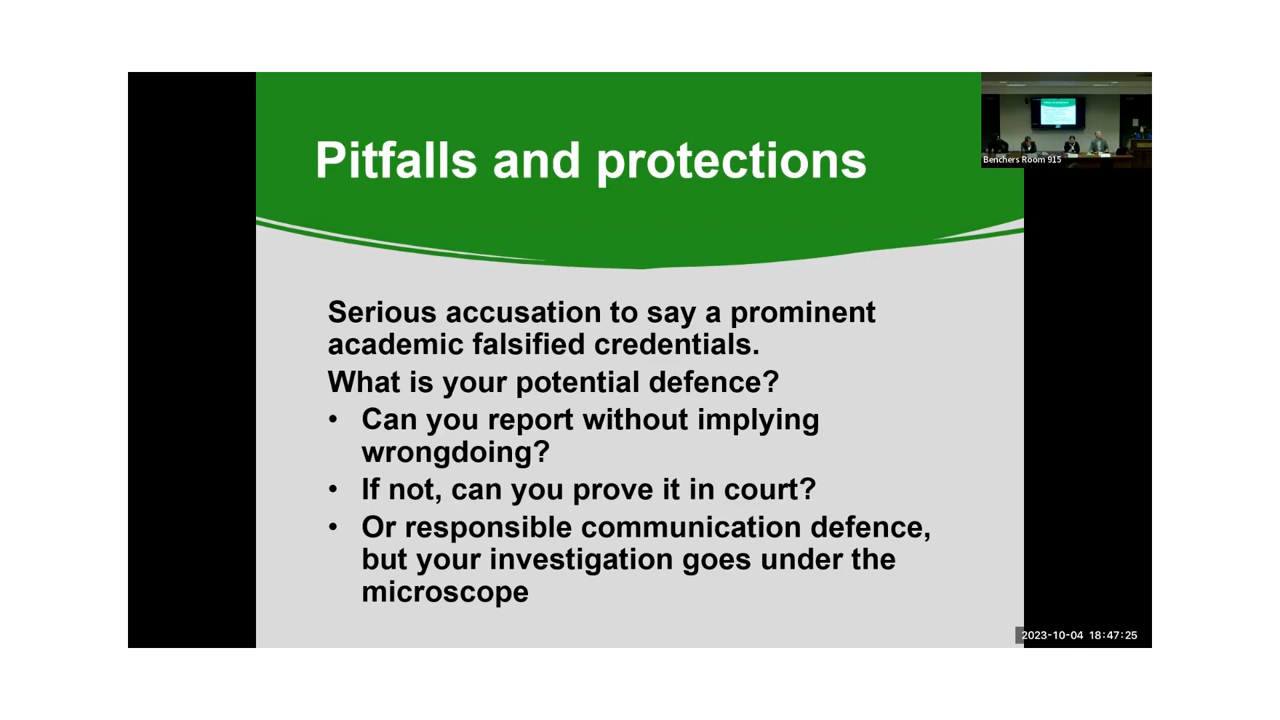 Pitfalls and protections
Benchers Room 915
Serious accusation to say a prominent
academic falsified credentials.
What is your potential defence?
• Can you report without implying
wrongdoing?
• If not, can you prove it in court?
• Or responsible communication defence,
but your investigation goes under the
microscope
2023-10-04 18:47:25